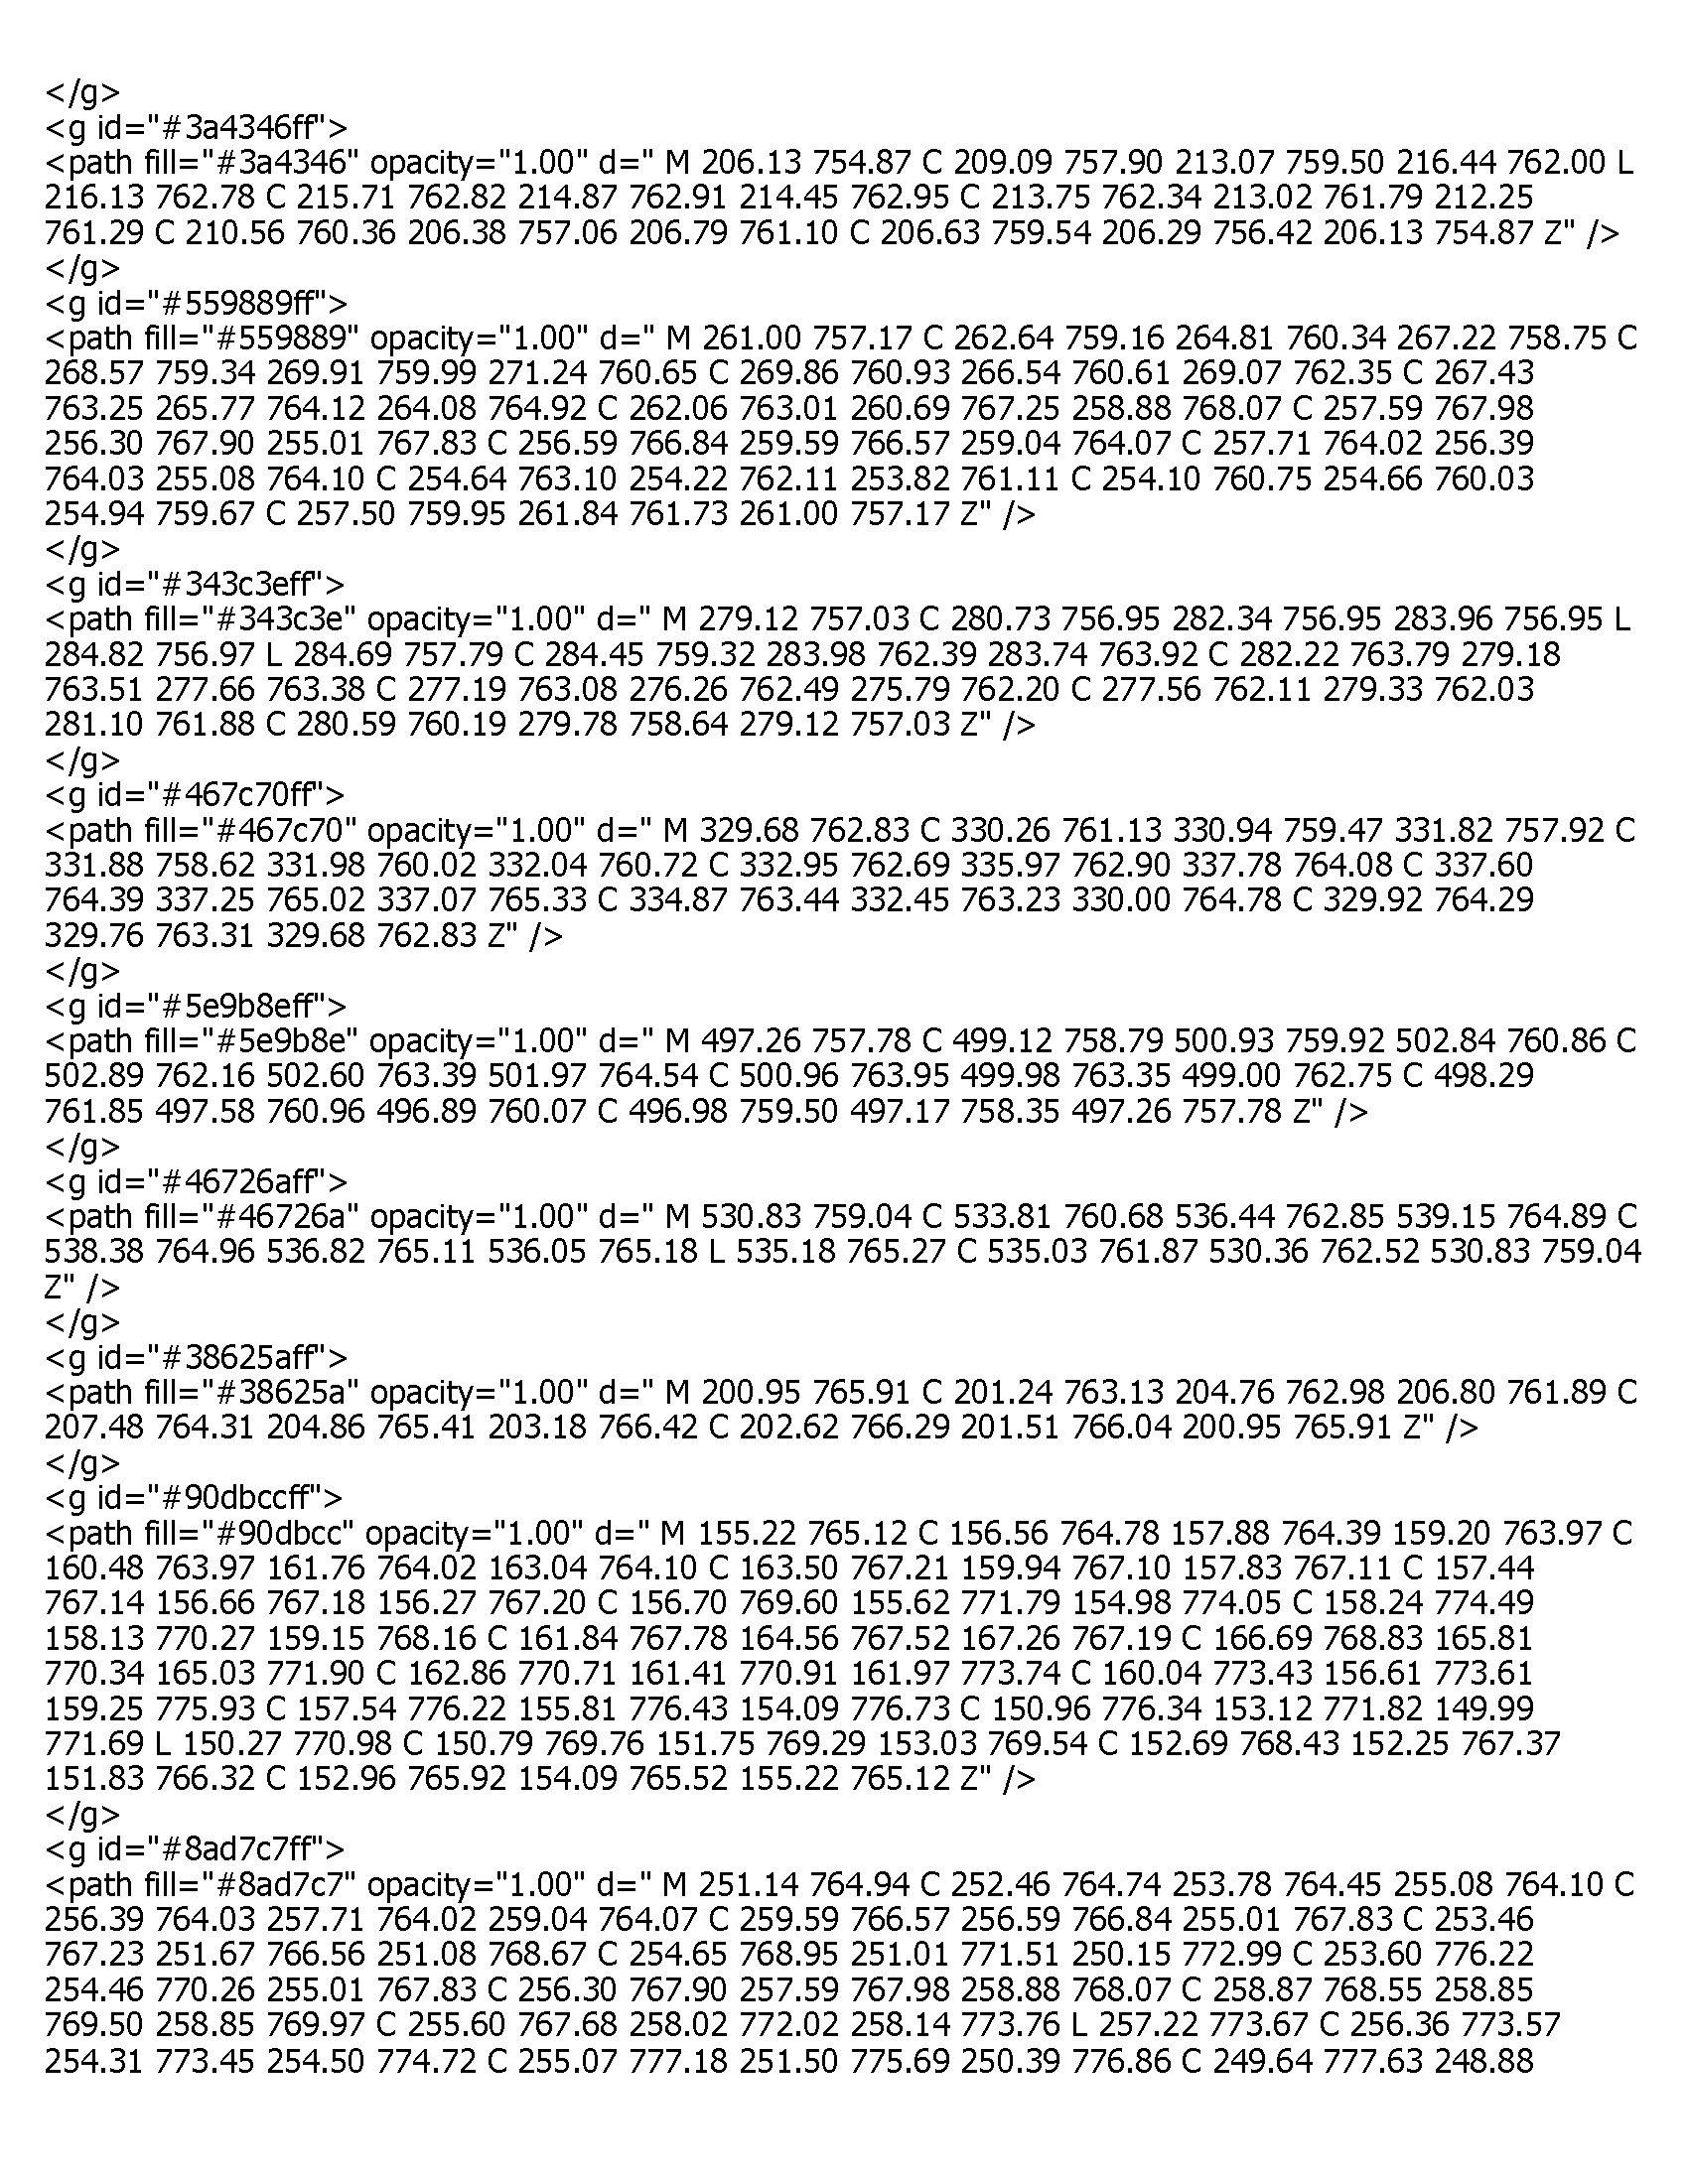 </g>
<g id="#3a4346ff">
<path fill="#3a4346" opacity="1.00" d=" M 206.13 754.87 C 209.09 757.90 213.07 759.50 216.44 762.00 L
216.13 762.78 C 215.71 762.82 214.87 762.91 214.45 762.95 C 213.75 762.34 213.02 761.79 212.25
761.29 C 210.56 760.36 206.38 757.06 206.79 761.10 C 206.63 759.54 206.29 756.42 206.13 754.87 Z" />
</g>
<g id="#559889ff">
<path fill="#559889" opacity="1.00" d=" M 261.00 757.17 C 262.64 759.16 264.81 760.34 267.22 758.75 C
268.57 759.34 269.91 759.99 271.24 760.65 C 269.86 760.93 266.54 760.61 269.07 762.35 C 267.43
763.25 265.77 764.12 264.08 764.92 C 262.06 763.01 260.69 767.25 258.88 768.07 C 257.59 767.98
256.30 767.90 255.01 767.83 C 256.59 766.84 259.59 766.57 259.04 764.07 C 257.71 764.02 256.39
764.03 255.08 764.10 C 254.64 763.10 254.22 762.11 253.82 761.11 C 254.10 760.75 254.66 760.03
254.94 759.67 C 257.50 759.95 261.84 761.73 261.00 757.17 Z" />
</g>
<g id="#343c3eff">
<path fill="#343c3e" opacity="1.00" d=" M 279.12 757.03 C 280.73 756.95 282.34 756.95 283.96 756.95 L
284.82 756.97 L 284.69 757.79 C 284.45 759.32 283.98 762.39 283.74 763.92 C 282.22 763.79 279.18
763.51 277.66 763.38 C 277.19 763.08 276.26 762.49 275.79 762.20 C 277.56 762.11 279.33 762.03
281.10 761.88 C 280.59 760.19 279.78 758.64 279.12 757.03 Z" />
</g>
<g id="#467c70ff">
<path fill="#467c70" opacity="1.00" d=" M 329.68 762.83 C 330.26 761.13 330.94 759.47 331.82 757.92 C
331.88 758.62 331.98 760.02 332.04 760.72 C 332.95 762.69 335.97 762.90 337.78 764.08 C 337.60
764.39 337.25 765.02 337.07 765.33 C 334.87 763.44 332.45 763.23 330.00 764.78 C 329.92 764.29
329.76 763.31 329.68 762.83 Z" />
</g>
<g id="#5e9b8eff">
<path fill="#5e9b8e" opacity="1.00" d=" M 497.26 757.78 C 499.12 758.79 500.93 759.92 502.84 760.86 C
502.89 762.16 502.60 763.39 501.97 764.54 C 500.96 763.95 499.98 763.35 499.00 762.75 C 498.29
761.85 497.58 760.96 496.89 760.07 C 496.98 759.50 497.17 758.35 497.26 757.78 Z" />
</g>
<g id="#46726aff">
<path fill="#46726a" opacity="1.00" d=" M 530.83 759.04 C 533.81 760.68 536.44 762.85 539.15 764.89 C
538.38 764.96 536.82 765.11 536.05 765.18 L 535.18 765.27 C 535.03 761.87 530.36 762.52 530.83 759.04
Z" />
</g>
<g id="#38625aff">
<path fill="#38625a" opacity="1.00" d=" M 200.95 765.91 C 201.24 763.13 204.76 762.98 206.80 761.89 C
207.48 764.31 204.86 765.41 203.18 766.42 C 202.62 766.29 201.51 766.04 200.95 765.91 Z" />
</g>
<g id="#90dbccff">
<path fill="#90dbcc" opacity="1.00" d=" M 155.22 765.12 C 156.56 764.78 157.88 764.39 159.20 763.97 C
160.48 763.97 161.76 764.02 163.04 764.10 C 163.50 767.21 159.94 767.10 157.83 767.11 C 157.44
767.14 156.66 767.18 156.27 767.20 C 156.70 769.60 155.62 771.79 154.98 774.05 C 158.24 774.49
158.13 770.27 159.15 768.16 C 161.84 767.78 164.56 767.52 167.26 767.19 C 166.69 768.83 165.81
770.34 165.03 771.90 C 162.86 770.71 161.41 770.91 161.97 773.74 C 160.04 773.43 156.61 773.61
159.25 775.93 C 157.54 776.22 155.81 776.43 154.09 776.73 C 150.96 776.34 153.12 771.82 149.99
771.69 L 150.27 770.98 C 150.79 769.76 151.75 769.29 153.03 769.54 C 152.69 768.43 152.25 767.37
151.83 766.32 C 152.96 765.92 154.09 765.52 155.22 765.12 Z" />
</g>
<g id="#8ad7c7ff">
<path fill="#8ad7c7" opacity="1.00" d=" M 251.14 764.94 C 252.46 764.74 253.78 764.45 255.08 764.10 C
256.39 764.03 257.71 764.02 259.04 764.07 C 259.59 766.57 256.59 766.84 255.01 767.83 C 253.46
767.23 251.67 766.56 251.08 768.67 C 254.65 768.95 251.01 771.51 250.15 772.99 C 253.60 776.22
254.46 770.26 255.01 767.83 C 256.30 767.90 257.59 767.98 258.88 768.07 C 258.87 768.55 258.85
769.50 258.85 769.97 C 255.60 767.68 258.02 772.02 258.14 773.76 L 257.22 773.67 C 256.36 773.57
254.31 773.45 254.50 774.72 C 255.07 777.18 251.50 775.69 250.39 776.86 C 249.64 777.63 248.88